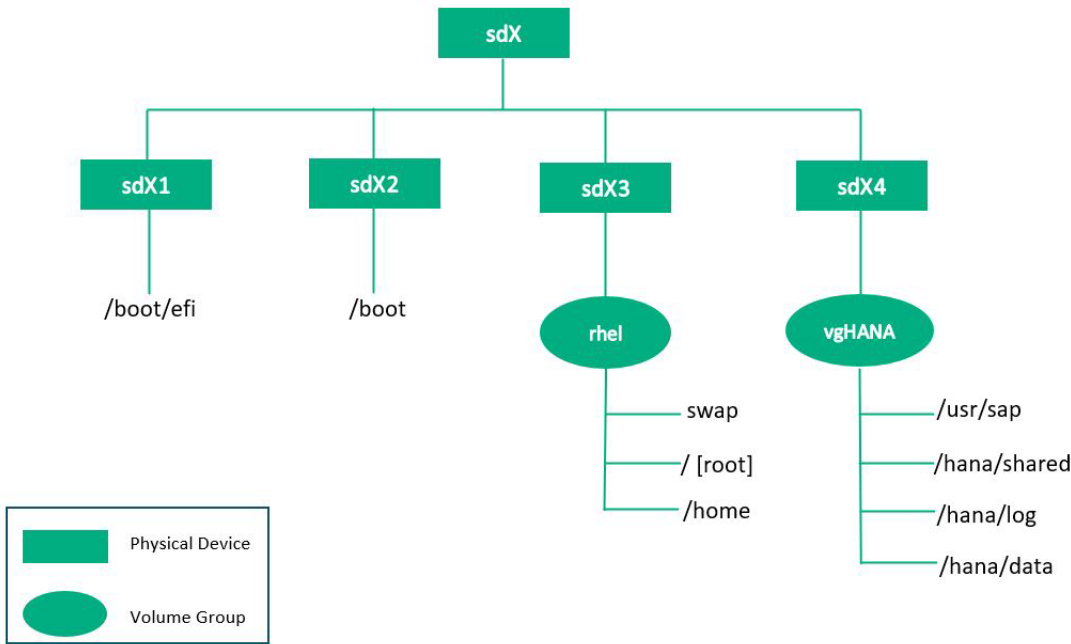 sdX
sdX1
sdX2
sdX3
sdX4
/boot/efi
/boot
rhel
vgHANA
swap
/ [root]
/home
/usr/sap
/hana/shared
/hana/log
/hana/data
Physical Device
Volume Group